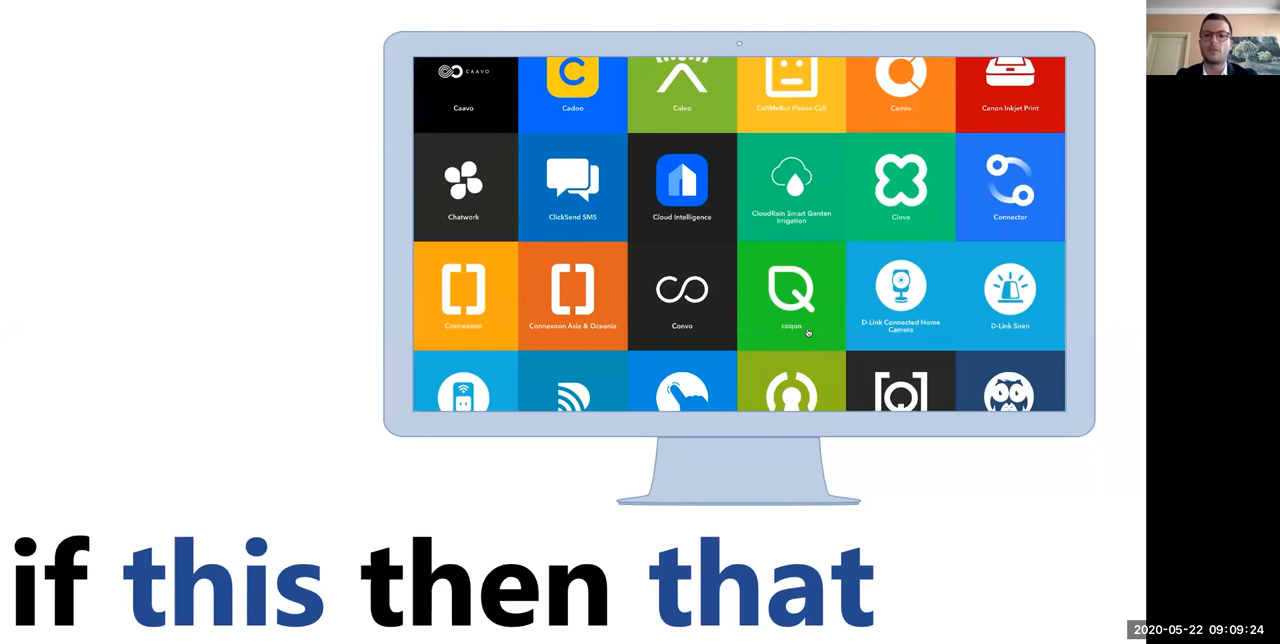 CAAVO
Caavo
Cadoo
Caleo
CallMeBot Phone Call
Camio
Canon Inkjet Print
Chatwork
ClickSend SMS
Cloud Intelligence
CloudRain Smart Garden
Irrigation
Clova
Connector
Connexoon
Connexoon Asia & Oceania
Convo
coqon
D-Link Connected Home
Camera
D-Link Siren
if this then that
2020-05-22 09:09:24